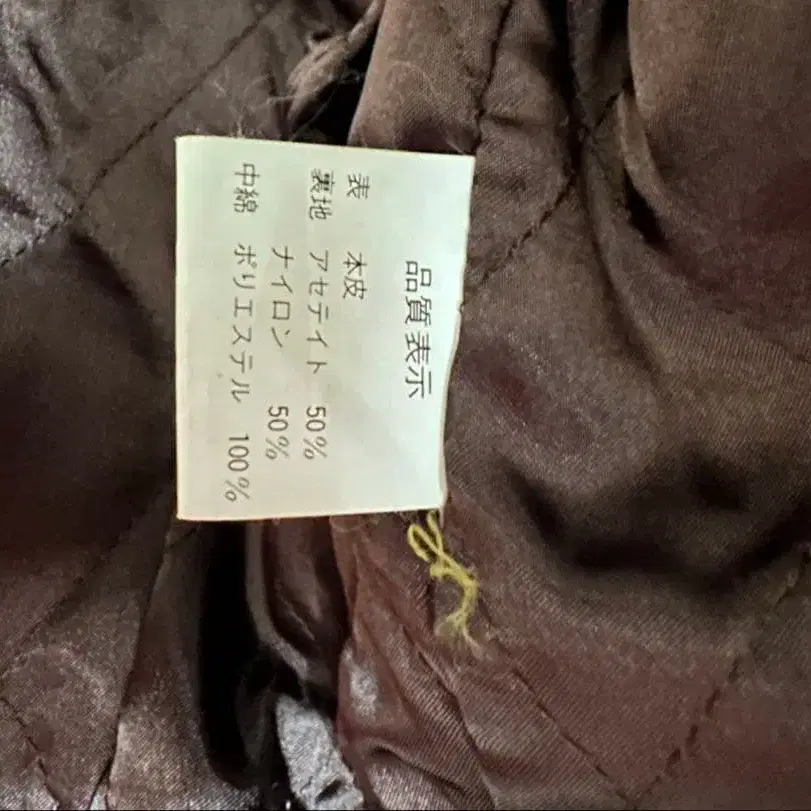 品質表示
表 本皮
裏地 アセテイト 50%
ナイロン 50%
中綿 ポリエステル 100%